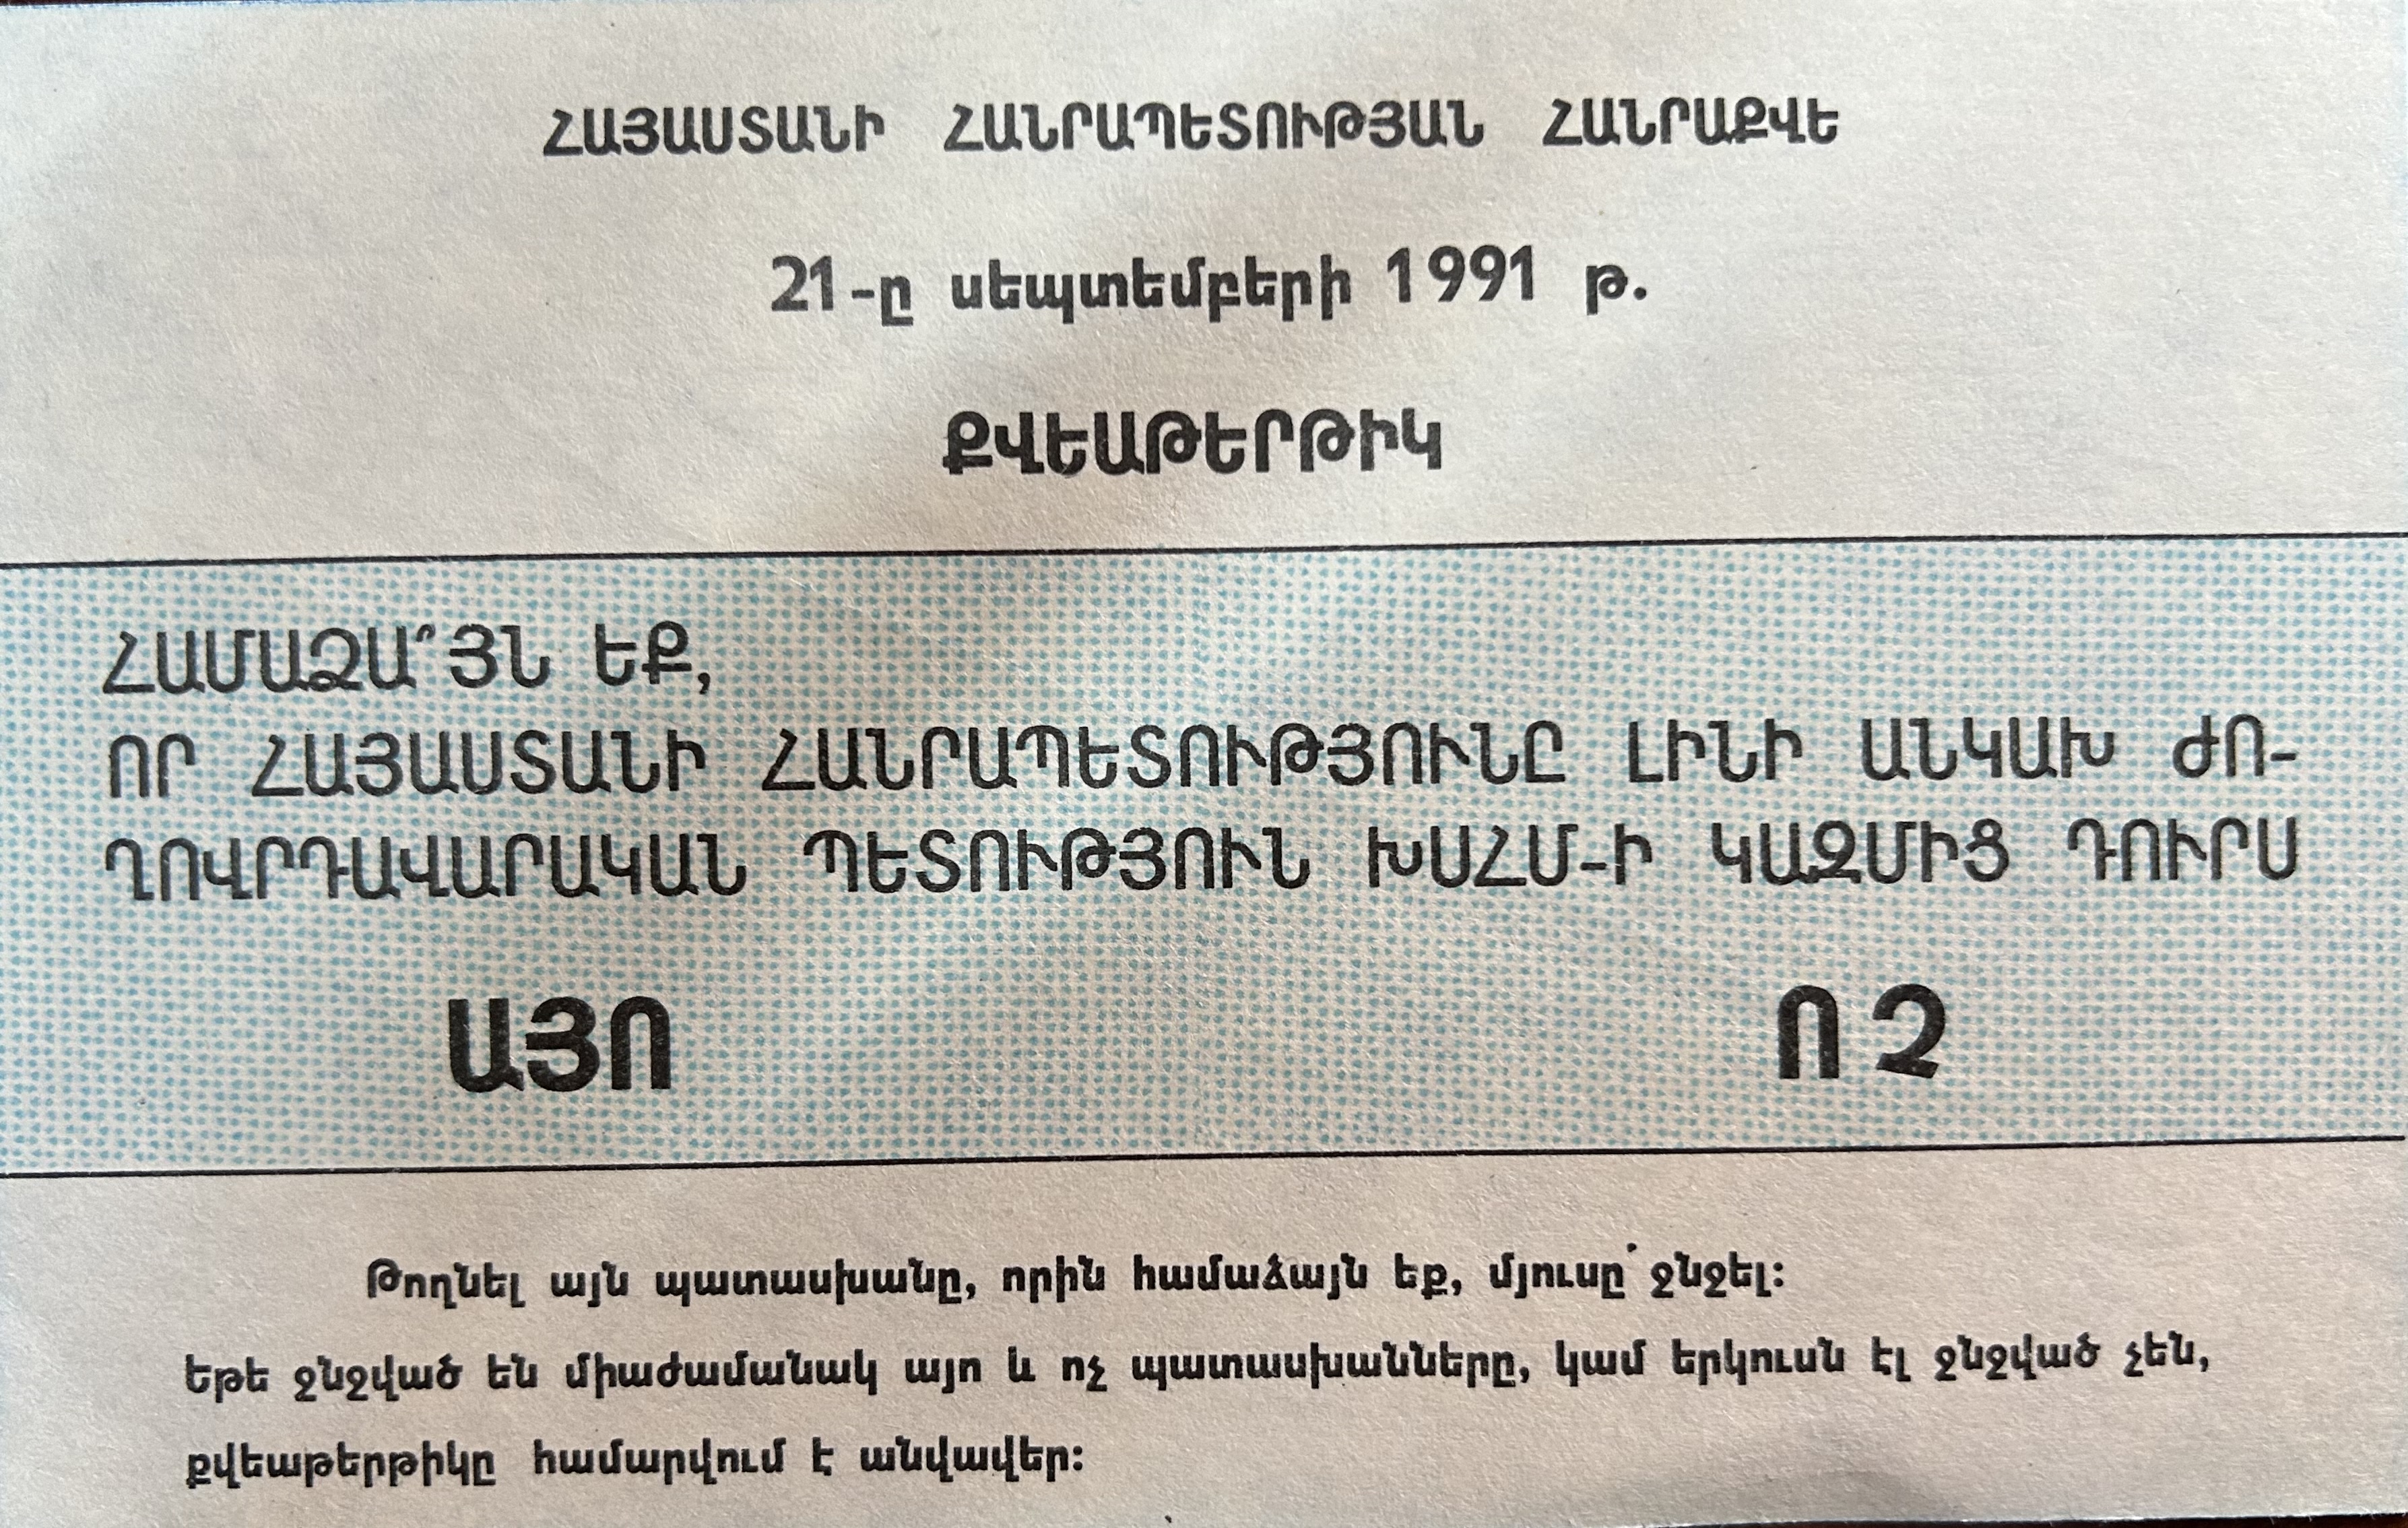 ՀԱՅԱՍՏԱՆԻ ՀԱՆՐԱՊԵՏՈՒԹՅԱՆ ՀԱՆՐԱՔՎԵ
21-ը սեպտեմբերի 1991 թ.
ՔՎԵԱԹԵՐԹԻԿ
ՀԱՄԱՁԱ՞ՅՆ ԵՔ,
ՈՐ ՀԱՅԱՍՏԱՆԻ ՀԱՆՐԱՊԵՏՈՒԹՅՈՒՆԸ ԼԻՆԻ ԱՆԿԱԽ ԺՈ-
ՂՈՎՐԴԱՎԱՐԱԿԱՆ ՊԵՏՈՒԹՅՈՒՆ ԽՍՀՄ-Ի ԿԱԶՄԻՑ ԴՈՒՐՍ
ԱՅՈ ՈՉ
Թողնել այն պատասխանը, որին համաձայն եք, մյուսը՝ ջնջել:
Եթե ջնջված են միաժամանակ այո և ոչ պատասխանները, կամ երկուսն էլ ջնջված չեն,
քվեաթերթիկը համարվում է անվավեր: